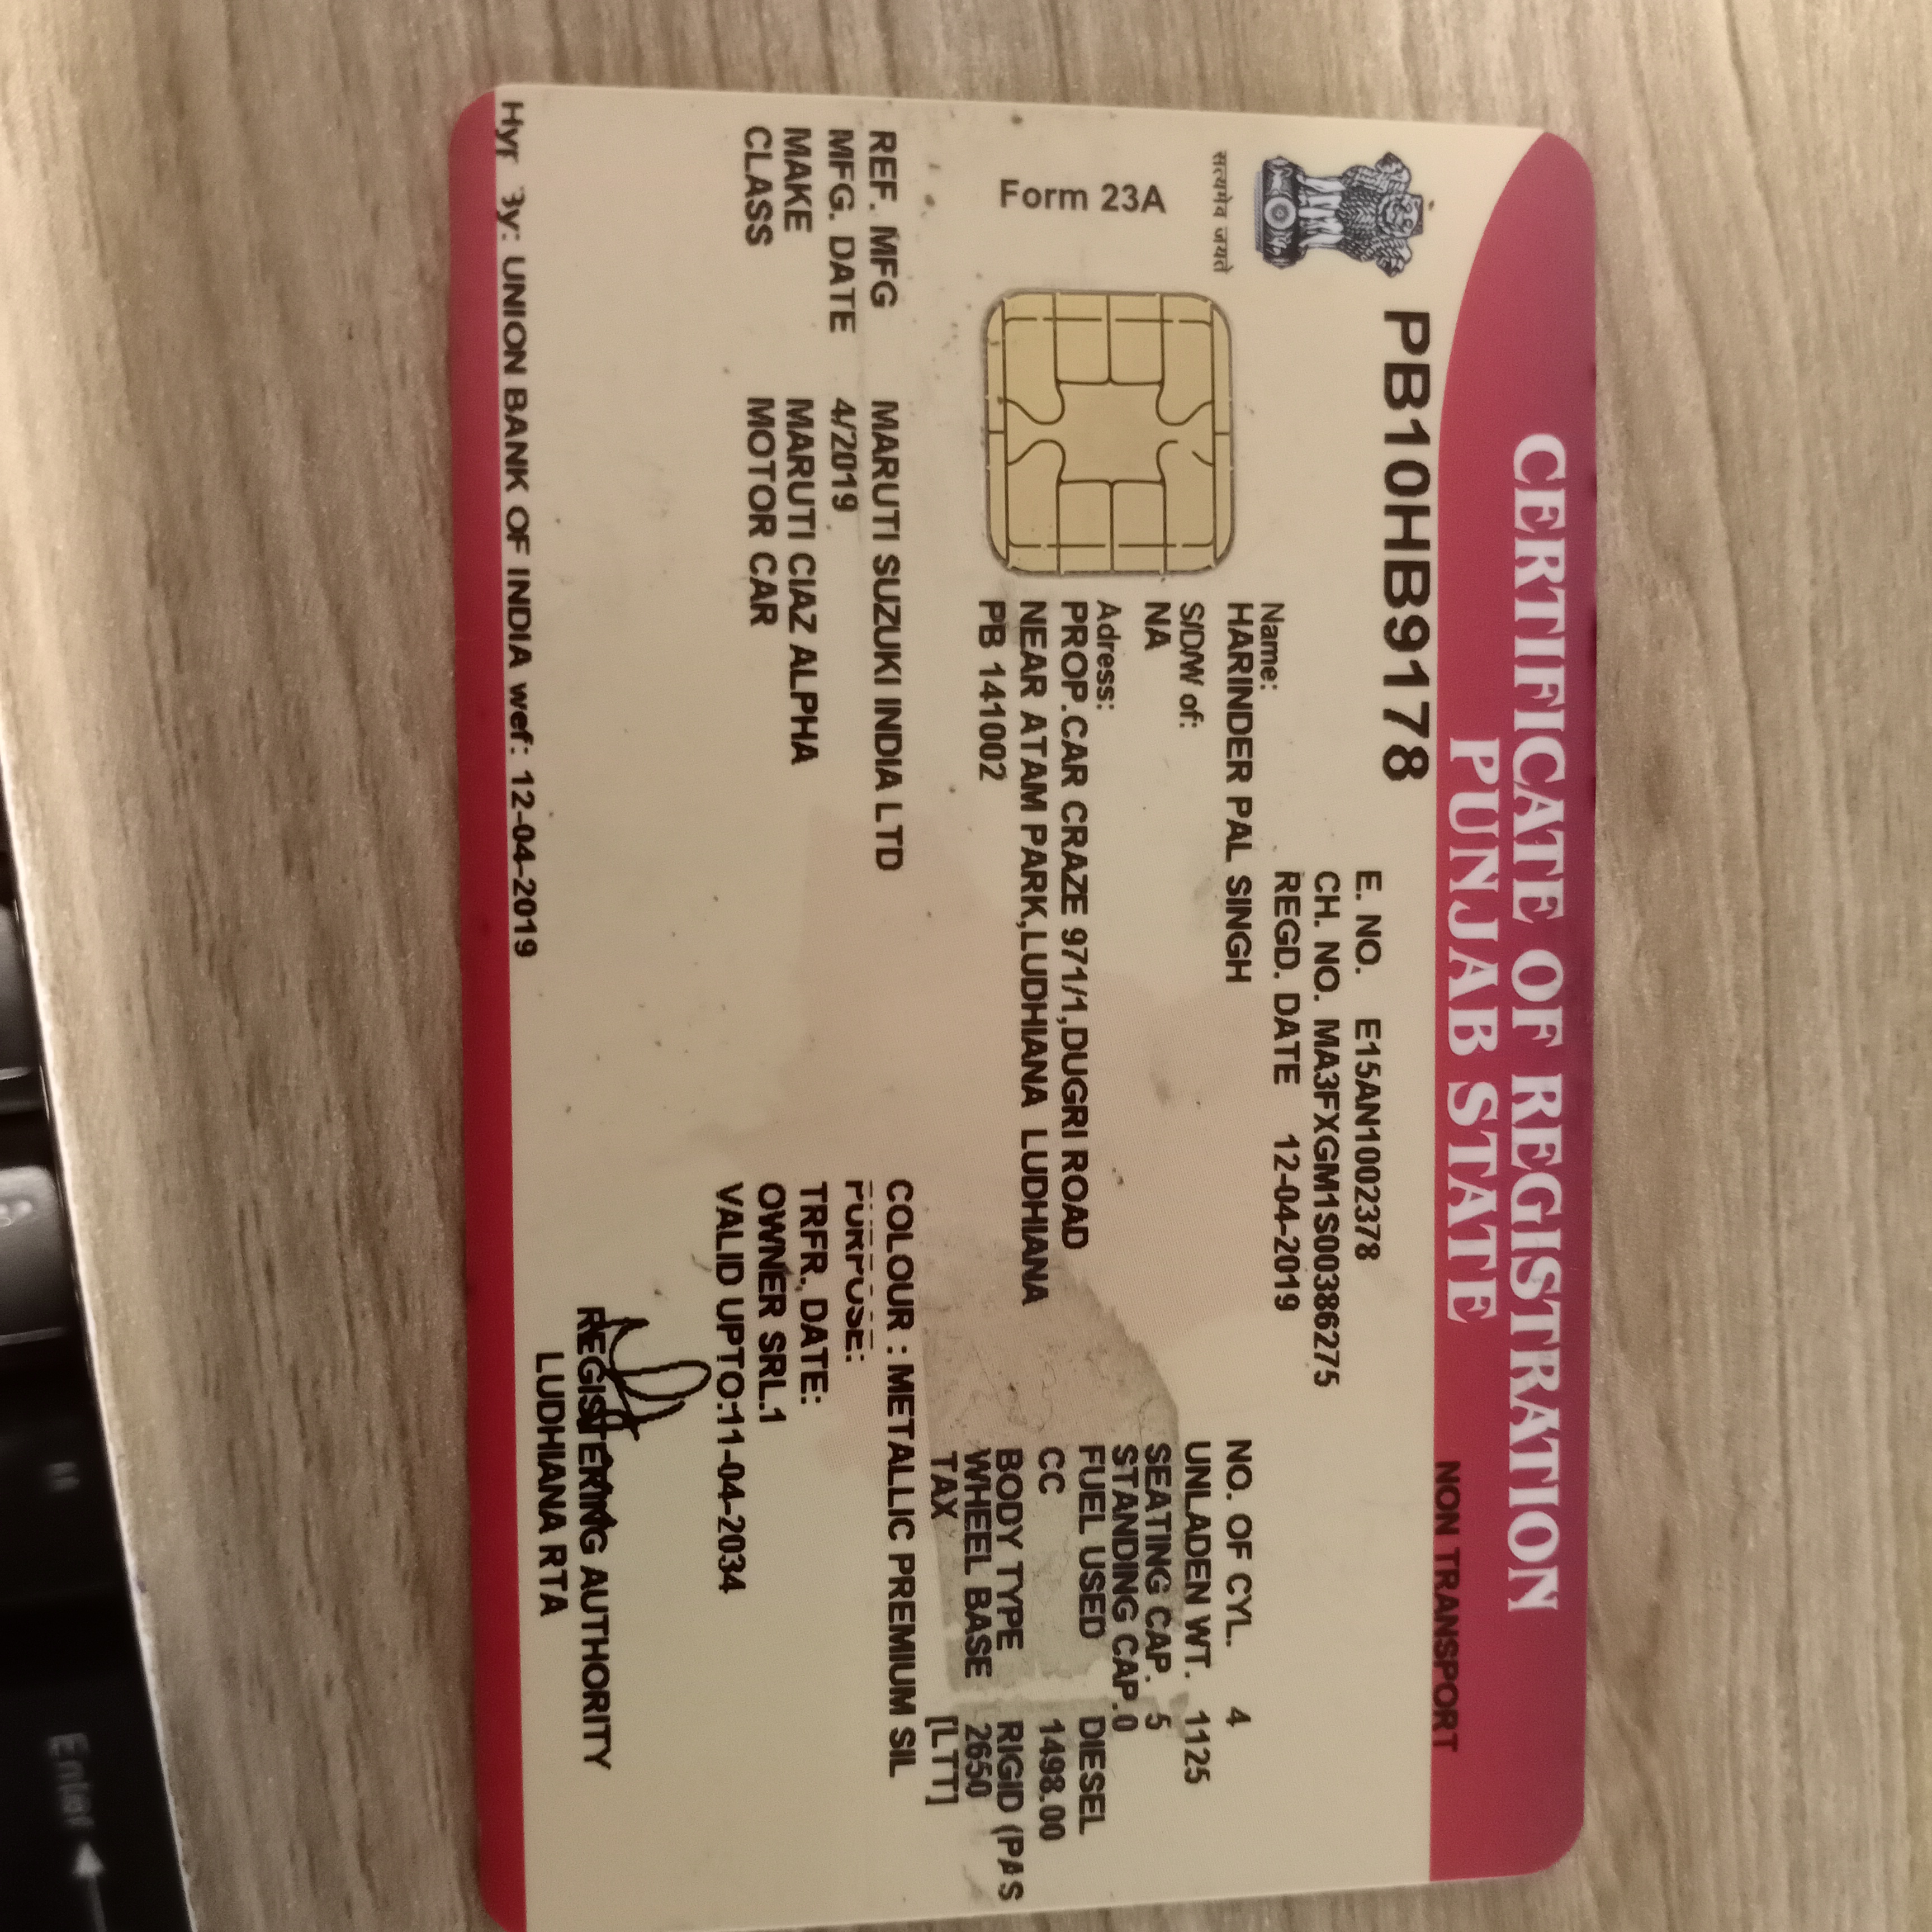 CERTIFICATE OF REGISTRATION
PUNJAB STATE
NON TRANSPORT
PB10HB9178
सत्यमेव जयते
Form 23A
E. NO. E15AN1002378
CH. NO. MA3FXGM1S00386275
REGD. DATE 12-04-2019
Name:
HARINDER PAL SINGH
S/D/W of:
NA
Adress:
PROP.CAR CRAZE 971/1,DUGRI ROAD
NEAR ATAM PARK,LUDHIANA LUDHIANA
PB 141002
NO. OF CYL. 4
UNLADEN WT. 1125
SEATING CAP. 5
STANDING CAP.0
FUEL USED DIESEL
CC 1498.00
BODY TYPE RIGID (PAS
WHEEL BASE 2650
TAX [LTT]
REF. MFG MARUTI SUZUKI INDIA LTD
MFG. DATE 4/2019
MAKE MARUTI CIAZ ALPHA
CLASS MOTOR CAR
COLOUR : METALLIC PREMIUM SIL
PURPOSE:
TRFR. DATE:
OWNER SRL.1
VALID UPTO:11-04-2034
REGISTERING AUTHORITY
LUDHIANA RTA
By: UNION BANK OF INDIA wef: 12-04-2019
Enter